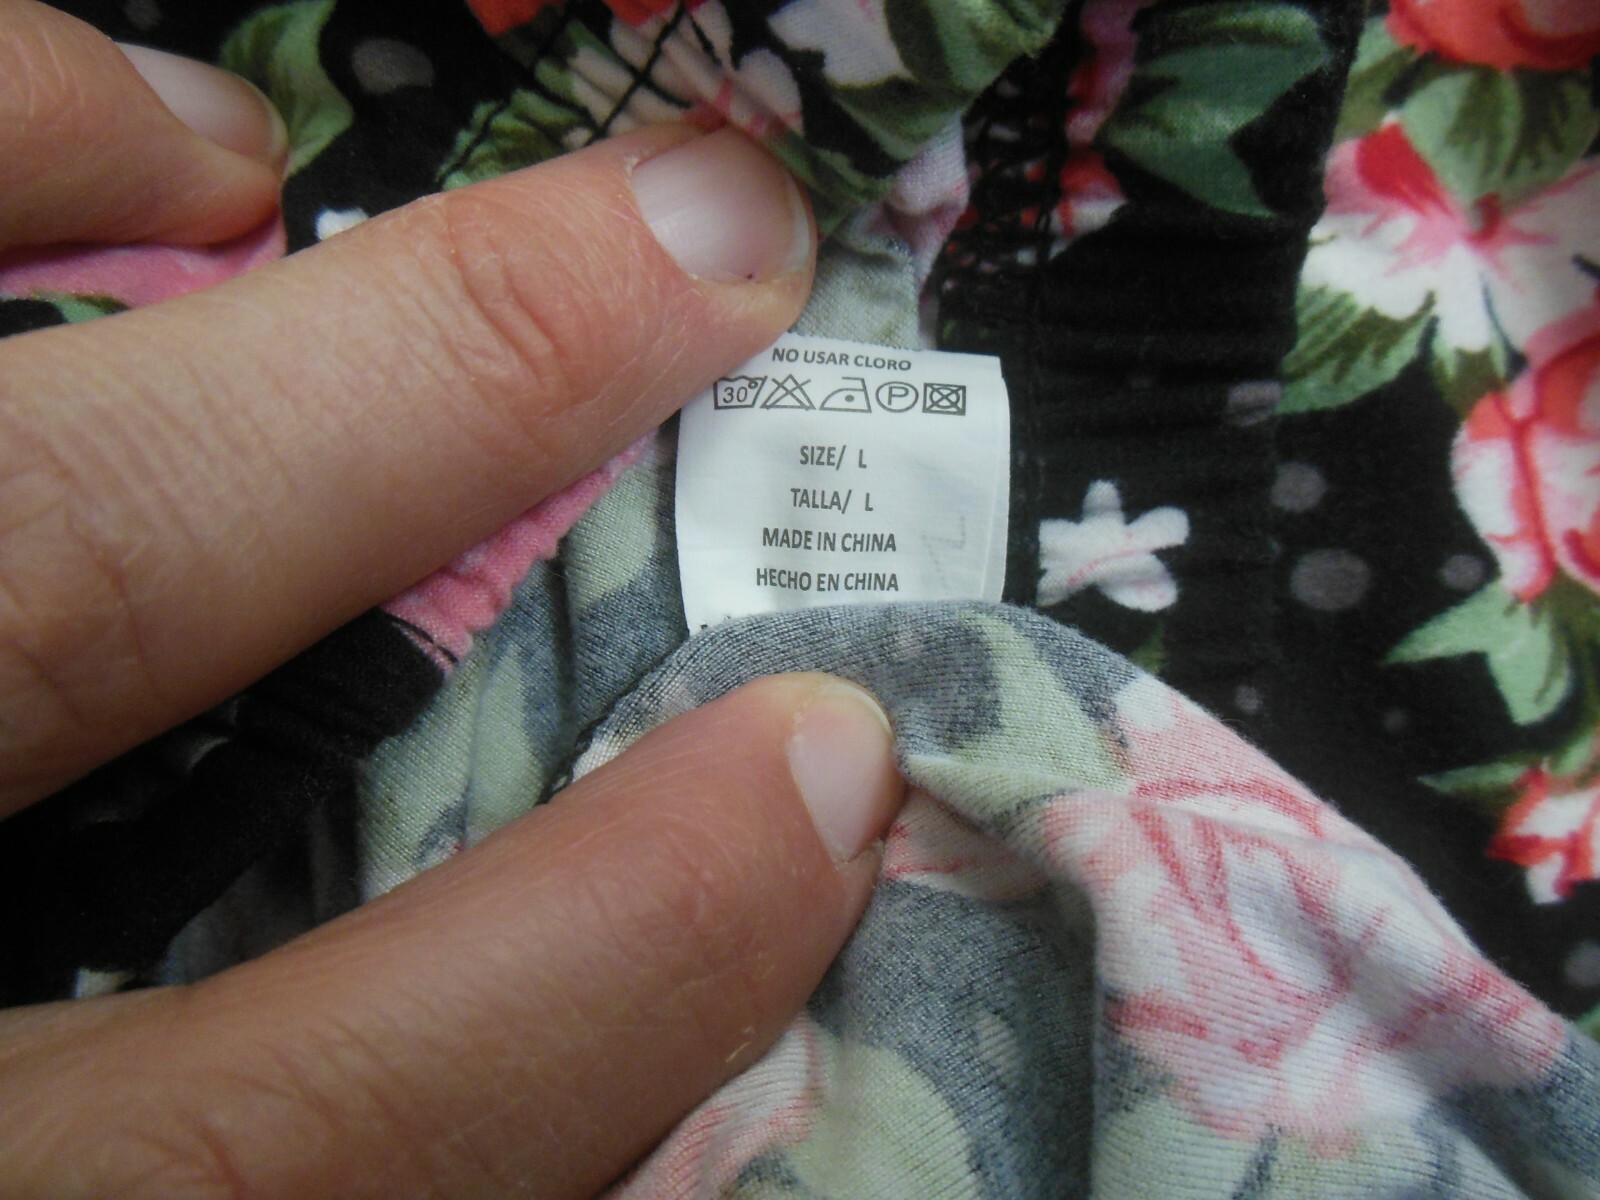 NO USAR CLORO
30° P
SIZE/ L
TALLA/ L
MADE IN CHINA
HECHO EN CHINA